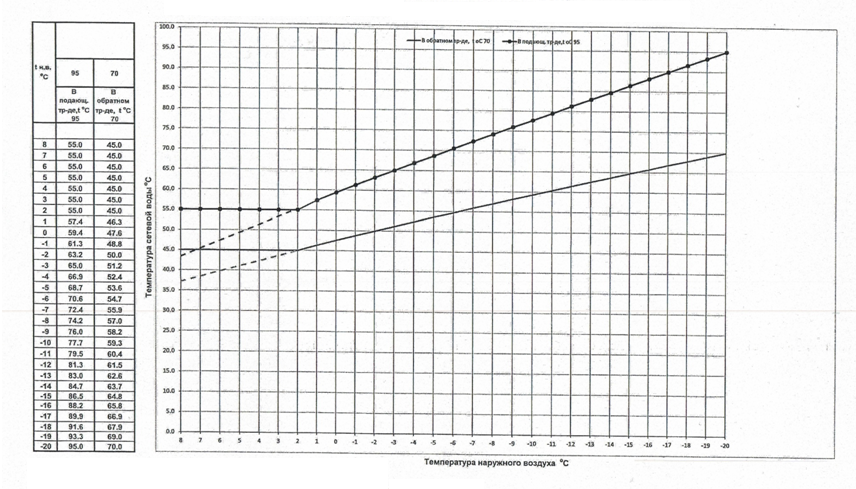 t н.в. °С
95 70
В подающ. тр-де,t °С 95
В обратном тр-де, t °С 70
8 55.0 45.0
7 55.0 45.0
6 55.0 45.0
5 55.0 45.0
4 55.0 45.0
3 55.0 45.0
2 55.0 45.0
1 57.4 46.3
0 59.4 47.6
-1 61.3 48.8
-2 63.2 50.0
-3 65.0 51.2
-4 66.9 52.4
-5 68.7 53.6
-6 70.6 54.7
-7 72.4 55.9
-8 74.2 57.0
-9 76.0 58.2
-10 77.7 59.3
-11 79.5 60.4
-12 81.3 61.5
-13 83.0 62.6
-14 84.7 63.7
-15 86.5 64.8
-16 88.2 65.8
-17 89.9 66.9
-18 91.6 67.9
-19 93.3 69.0
-20 95.0 70.0
Температура сетевой воды °С
100.0
95.0
90.0
85.0
80.0
75.0
70.0
65.0
60.0
55.0
50.0
45.0
40.0
35.0
30.0
25.0
20.0
15.0
10.0
5.0
0.0
В обратном тр-де, t оС 70 В подающ. тр-де,t оС 95
8 7 6 5 4 3 2 1 0 -1 -2 -3 -4 -5 -6 -7 -8 -9 -10 -11 -12 -13 -14 -15 -16 -17 -18 -19 -20
Температура наружного воздуха °С